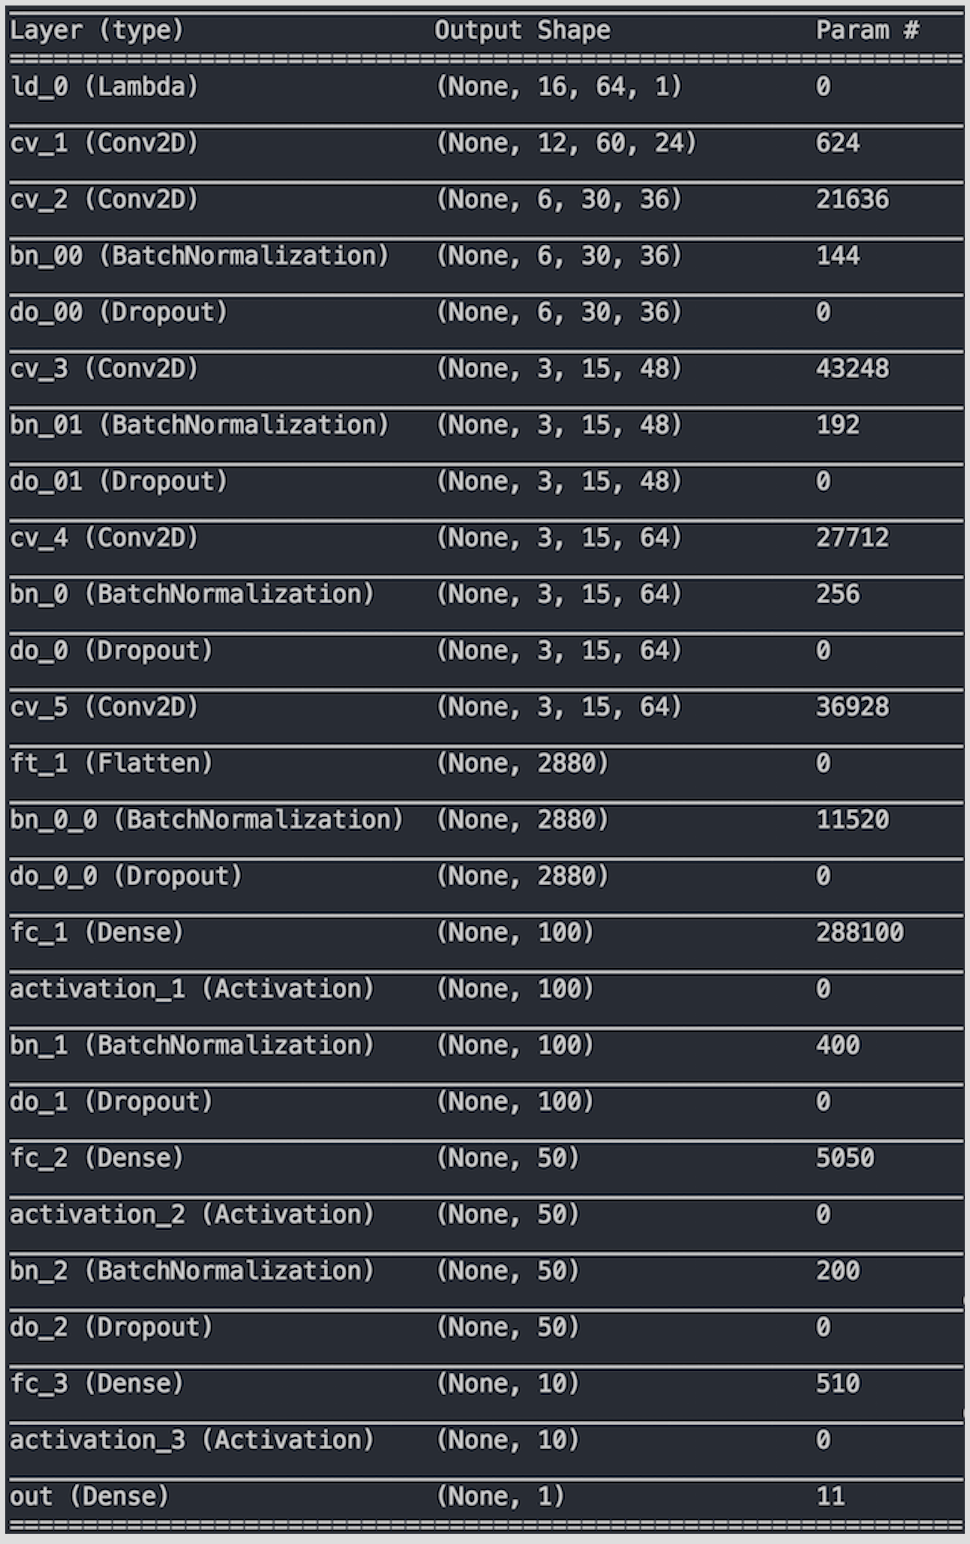 Layer (type) Output Shape Param #
ld_0 (Lambda) (None, 16, 64, 1) 0
cv_1 (Conv2D) (None, 12, 60, 24) 624
cv_2 (Conv2D) (None, 6, 30, 36) 21636
bn_00 (BatchNormalization) (None, 6, 30, 36) 144
do_00 (Dropout) (None, 6, 30, 36) 0
cv_3 (Conv2D) (None, 3, 15, 48) 43248
bn_01 (BatchNormalization) (None, 3, 15, 48) 192
do_01 (Dropout) (None, 3, 15, 48) 0
cv_4 (Conv2D) (None, 3, 15, 64) 27712
bn_0 (BatchNormalization) (None, 3, 15, 64) 256
do_0 (Dropout) (None, 3, 15, 64) 0
cv_5 (Conv2D) (None, 3, 15, 64) 36928
ft_1 (Flatten) (None, 2880) 0
bn_0_0 (BatchNormalization) (None, 2880) 11520
do_0_0 (Dropout) (None, 2880) 0
fc_1 (Dense) (None, 100) 288100
activation_1 (Activation) (None, 100) 0
bn_1 (BatchNormalization) (None, 100) 400
do_1 (Dropout) (None, 100) 0
fc_2 (Dense) (None, 50) 5050
activation_2 (Activation) (None, 50) 0
bn_2 (BatchNormalization) (None, 50) 200
do_2 (Dropout) (None, 50) 0
fc_3 (Dense) (None, 10) 510
activation_3 (Activation) (None, 10) 0
out (Dense) (None, 1) 11